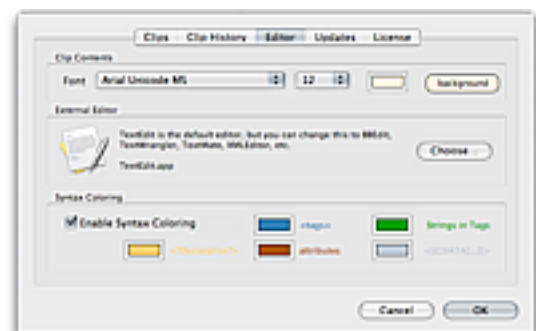 Clips Clip History Editor Updates License
Clip Contents
Font Arial Unicode MS 12 background
External Editor
TextEdit is the default editor, but you can change this to BBEdit,
TextWrangler, TextMate, XMLEditor, etc.
TextEdit.app
Choose...
Syntax Coloring
Enable Syntax Coloring <tags> Strings in Tags
<?Declaration?> attributes <![CDATA[...]]>
Cancel OK